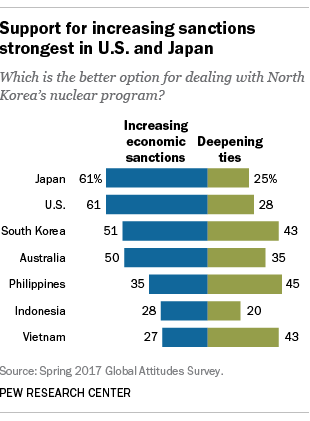 Support for increasing sanctions
strongest in U.S. and Japan
Which is the better option for dealing with North
Korea's nuclear program?
Increasing
economic
sanctions
Deepening
ties
Japan 61% 25%
U.S. 61 28
South Korea 51 43
Australia 50 35
Philippines 35 45
Indonesia 28 20
Vietnam 27 43
Source: Spring 2017 Global Attitudes Survey.
PEW RESEARCH CENTER